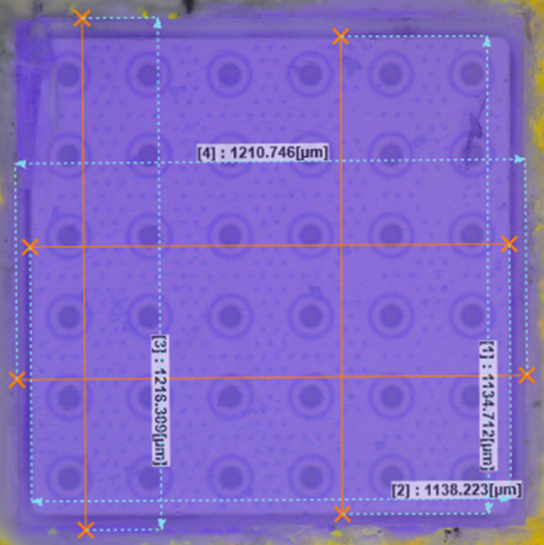 [4] : 1210.746[µm]
[3] : 1216.309[µm]
[1] : 1134.712[µm]
[2] : 1138.223[µm]